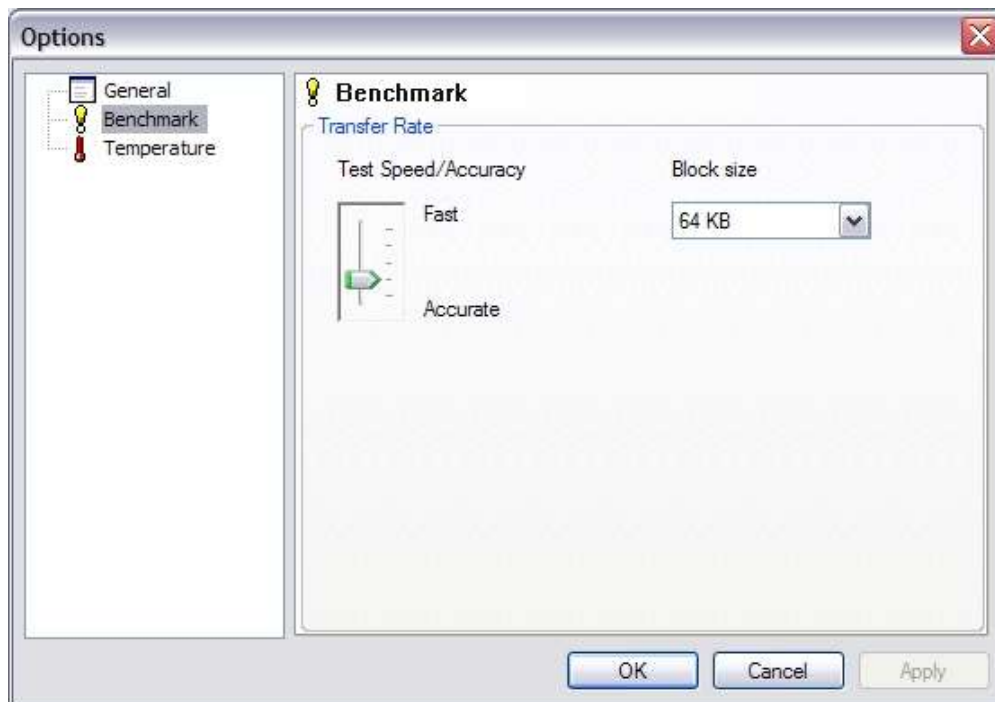 Options
General
Benchmark
Temperature
Benchmark
Transfer Rate
Test Speed/Accuracy
Block size
Fast
64 KB
Accurate
OK
Cancel
Apply